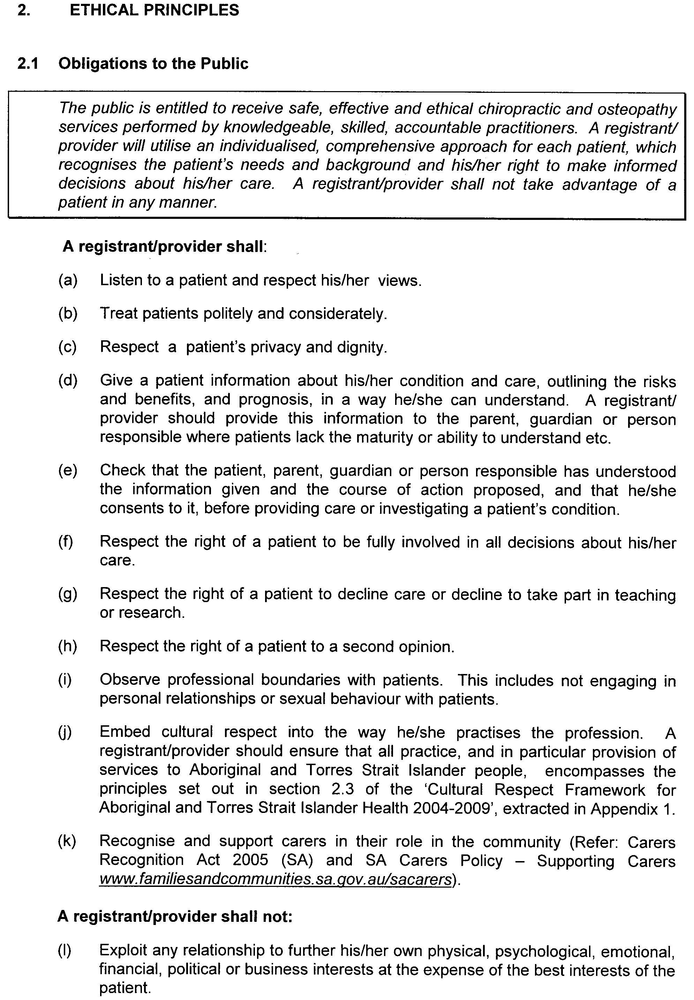 2. ETHICAL PRINCIPLES
2.1 Obligations to the Public
The public is entitled to receive safe, effective and ethical chiropractic and osteopathy
services performed by knowledgeable, skilled, accountable practitioners. A registrant/
provider will utilise an individualised, comprehensive approach for each patient, which
recognises the patient's needs and background and his/her right to make informed
decisions about his/her care. A registrant/provider shall not take advantage of a
patient in any manner.
A registrant/provider shall:
(a) Listen to a patient and respect his/her views.
(b) Treat patients politely and considerately.
(c) Respect a patient's privacy and dignity.
(d) Give a patient information about his/her condition and care, outlining the risks
and benefits, and prognosis, in a way he/she can understand. A registrant/
provider should provide this information to the parent, guardian or person
responsible where patients lack the maturity or ability to understand etc.
(e) Check that the patient, parent, guardian or person responsible has understood
the information given and the course of action proposed, and that he/she
consents to it, before providing care or investigating a patient's condition.
(f) Respect the right of a patient to be fully involved in all decisions about his/her
care.
(g) Respect the right of a patient to decline care or decline to take part in teaching
or research.
(h) Respect the right of a patient to a second opinion.
(i) Observe professional boundaries with patients. This includes not engaging in
personal relationships or sexual behaviour with patients.
(j) Embed cultural respect into the way he/she practises the profession. A
registrant/provider should ensure that all practice, and in particular provision of
services to Aboriginal and Torres Strait Islander people, encompasses the
principles set out in section 2.3 of the 'Cultural Respect Framework for
Aboriginal and Torres Strait Islander Health 2004-2009', extracted in Appendix 1.
(k) Recognise and support carers in their role in the community (Refer: Carers
Recognition Act 2005 (SA) and SA Carers Policy – Supporting Carers
www.familiesandcommunities.sa.gov.au/sacarers).
A registrant/provider shall not:
(l) Exploit any relationship to further his/her own physical, psychological, emotional,
financial, political or business interests at the expense of the best interests of the
patient.